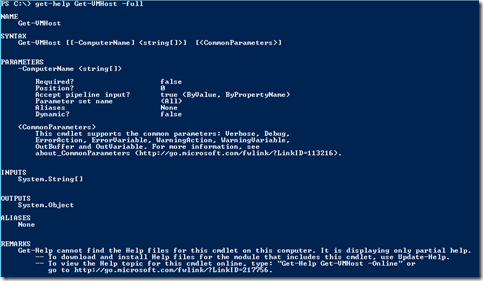 PS C:\> get-help Get-VMHost -full
NAME
Get-VMHost
SYNTAX
Get-VMHost [[-ComputerName] <string[]>]  [<CommonParameters>]
PARAMETERS
-ComputerName <string[]>
Required?                    false
Position?                    0
Accept pipeline input?       true (ByValue, ByPropertyName)
Parameter set name           (All)
Aliases                      None
Dynamic?                     false
<CommonParameters>
This cmdlet supports the common parameters: Verbose, Debug,
ErrorAction, ErrorVariable, WarningAction, WarningVariable,
OutBuffer and OutVariable. For more information, see
about_CommonParameters (http://go.microsoft.com/fwlink/?LinkID=113216).
INPUTS
System.String[]
OUTPUTS
System.Object
ALIASES
None
REMARKS
Get-Help cannot find the Help files for this cmdlet on this computer. It is displaying only partial help.
-- To download and install Help files for the module that includes this cmdlet, use Update-Help.
-- To view the Help topic for this cmdlet online, type: "Get-Help Get-VMHost -Online" or
go to http://go.microsoft.com/fwlink/?LinkID=217756.